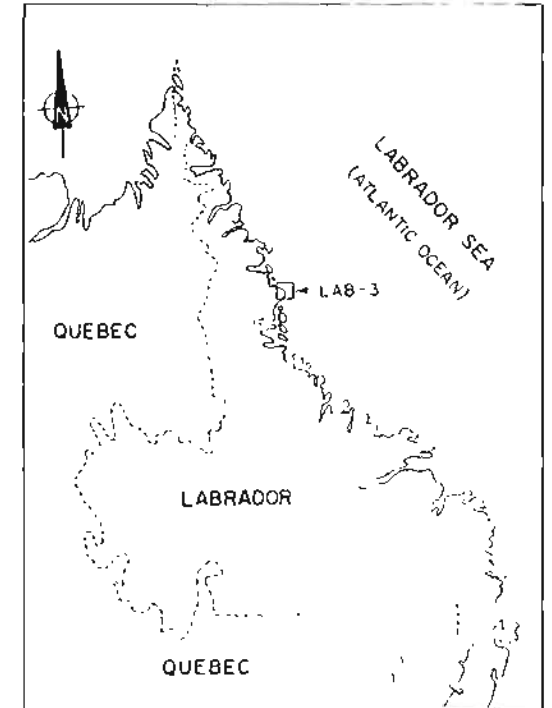 N
LABRADOR SEA
(ATLANTIC OCEAN)
LAB-3
QUEBEC
LABRADOR
QUEBEC